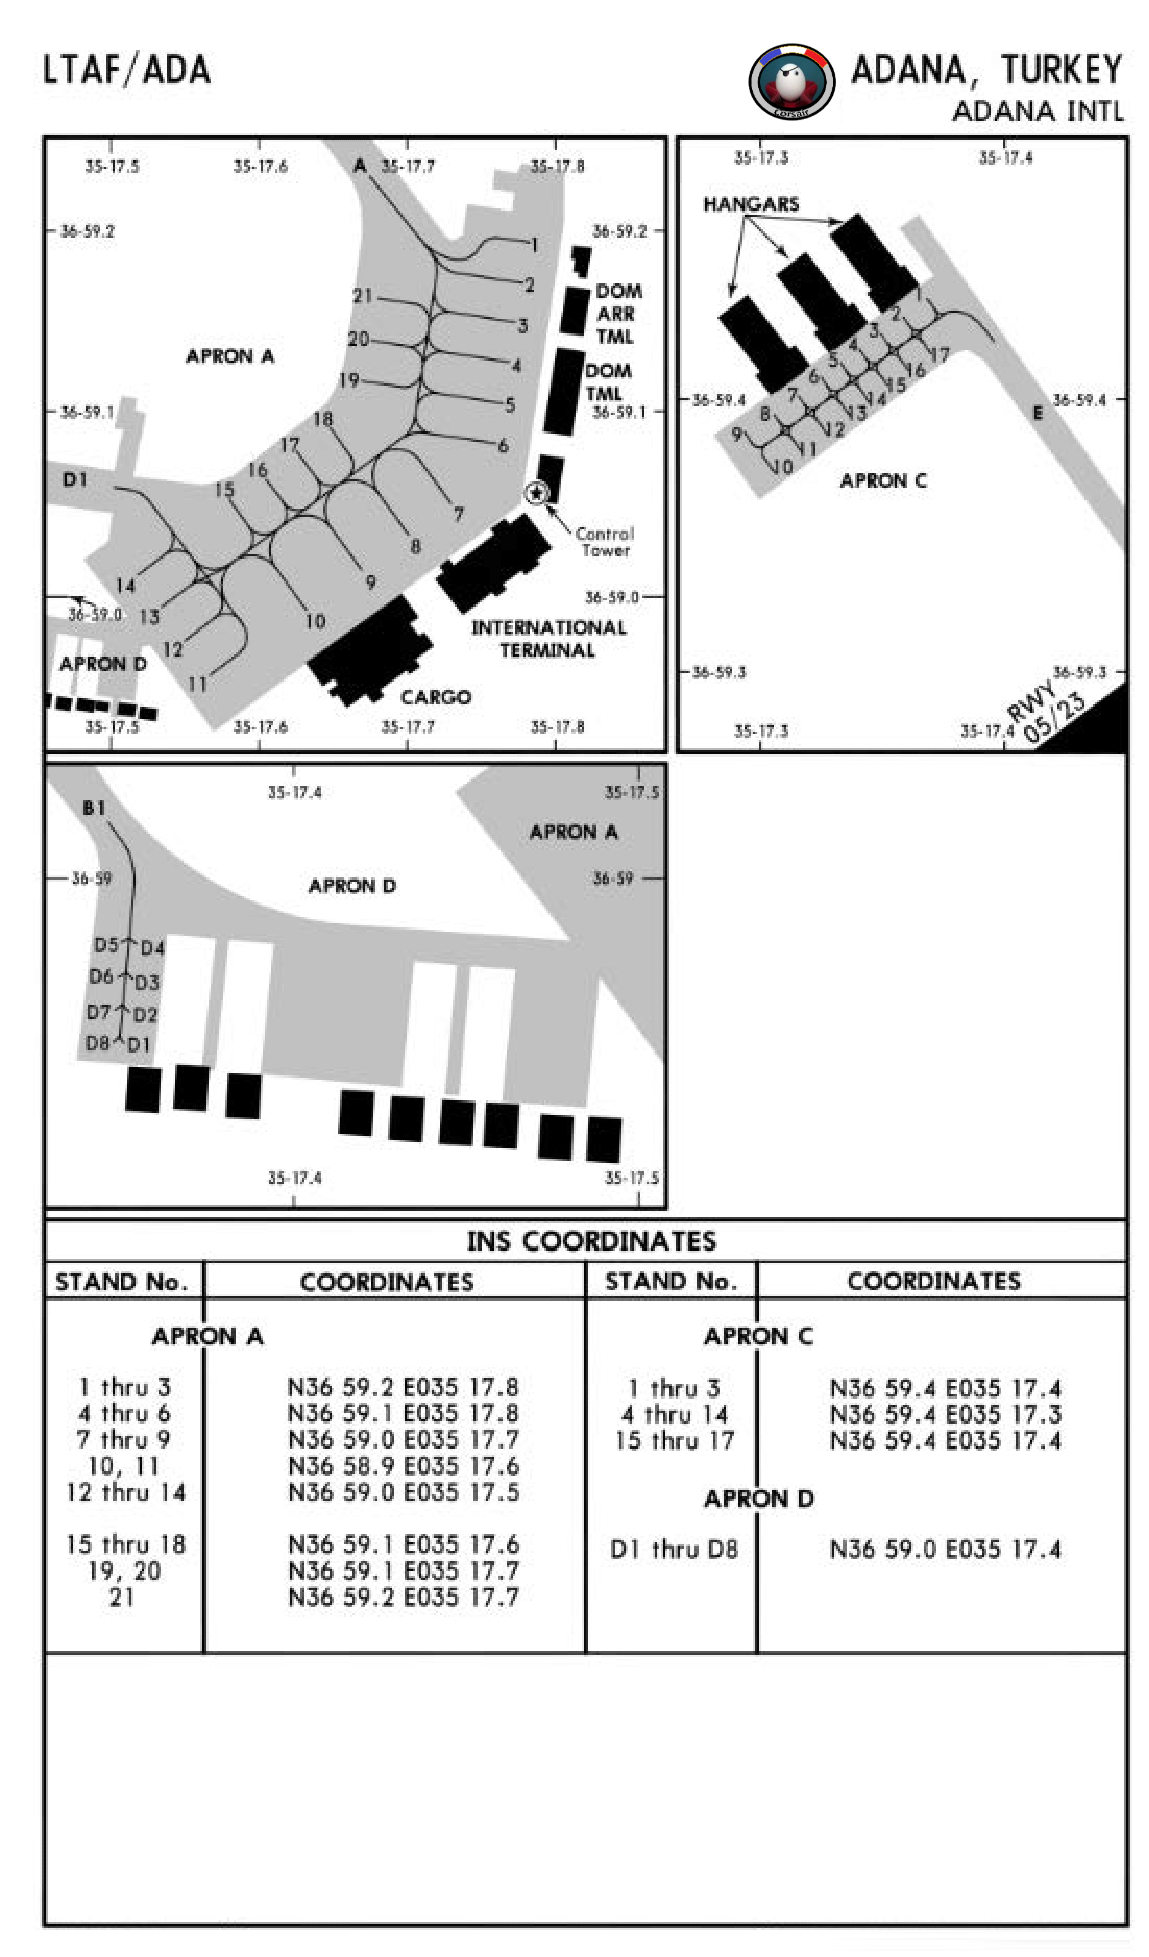 LTAF/ADA
corsair
ADANA, TURKEY
ADANA INTL
35-17.5
35-17.6
A
35-17.7
35-17.8
36-59.2
36-59.2
1
2
DOM
ARR
TML
21
3
20
4
APRON A
DOM
TML
19
5
36-59.1
36-59.1
18
6
17
16
D1
15
7
Control
Tower
8
14
9
36-59.0
36-59.0
13
10
INTERNATIONAL
TERMINAL
12
APRON D
11
CARGO
35-17.5
35-17.6
35-17.7
35-17.8
35-17.3
35-17.4
HANGARS
1
2
3
4
5
6
7
8
9
17
16
15
14
13
12
11
10
36-59.4
36-59.4
E
APRON C
36-59.3
36-59.3
RWY
05/23
35-17.3
35-17.4
35-17.4
35-17.5
B1
APRON A
36-59
APRON D
36-59
D5 D4
D6 D3
D7 D2
D8 D1
35-17.4
35-17.5
INS COORDINATES
STAND No. COORDINATES STAND No. COORDINATES
APRON A
1 thru 3 N36 59.2 E035 17.8
4 thru 6 N36 59.1 E035 17.8
7 thru 9 N36 59.0 E035 17.7
10, 11 N36 58.9 E035 17.6
12 thru 14 N36 59.0 E035 17.5
15 thru 18 N36 59.1 E035 17.6
19, 20 N36 59.1 E035 17.7
21 N36 59.2 E035 17.7
APRON C
1 thru 3 N36 59.4 E035 17.4
4 thru 14 N36 59.4 E035 17.3
15 thru 17 N36 59.4 E035 17.4
APRON D
D1 thru D8 N36 59.0 E035 17.4